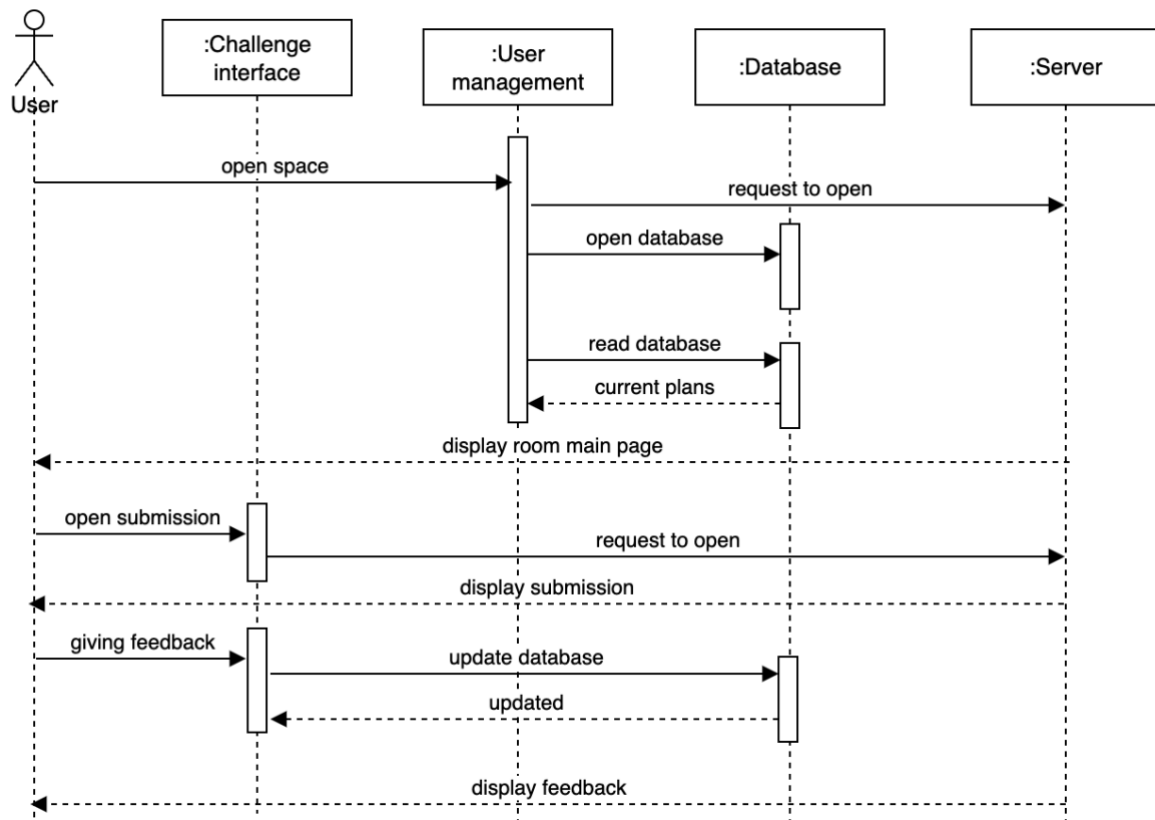 :Challenge
interface
:User
management
:Database
:Server
User
open space
request to open
open database
read database
current plans
display room main page
open submission
request to open
display submission
giving feedback
update database
updated
display feedback